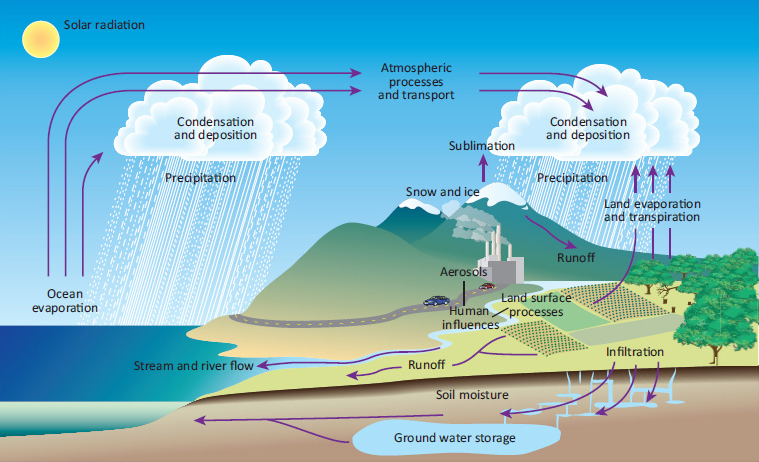 Solar radiation
Atmospheric
processes
and transport
Condensation
and deposition
Condensation
and deposition
Sublimation
Precipitation
Precipitation
Snow and ice
Land evaporation
and transpiration
Runoff
Aerosols
Ocean
evaporation
Land surface
processes
Human
influences
Infiltration
Stream and river flow
Runoff
Soil moisture
Ground water storage